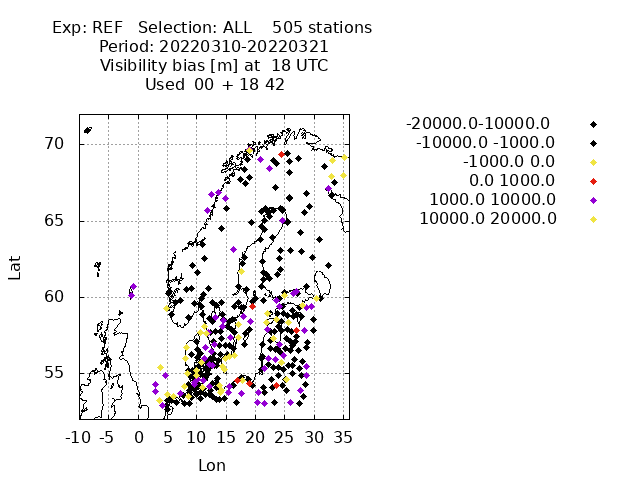 Exp: REF Selection: ALL 505 stations
Period: 20220310-20220321
Visibility bias [m] at 18 UTC
Used 00 + 18 42
-20000.0-10000.0
-10000.0 -1000.0
-1000.0 0.0
0.0 1000.0
1000.0 10000.0
10000.0 20000.0
70
65
60
55
Lat
-10 -5 0 5 10 15 20 25 30 35
Lon